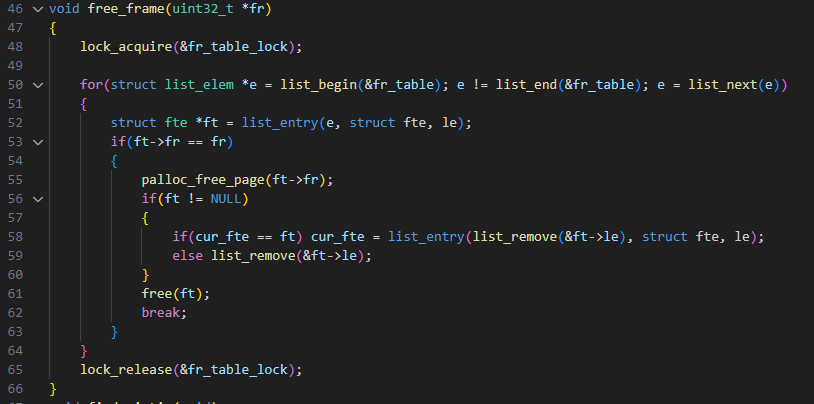 46 void free_frame(uint32_t *fr)
47 {
48 lock_acquire(&fr_table_lock);
49
50 for(struct list_elem *e = list_begin(&fr_table); e != list_end(&fr_table); e = list_next(e))
51 {
52 struct fte *ft = list_entry(e, struct fte, le);
53 if(ft->fr == fr)
54 {
55 palloc_free_page(ft->fr);
56 if(ft != NULL)
57 {
58 if(cur_fte == ft) cur_fte = list_entry(list_remove(&ft->le), struct fte, le);
59 else list_remove(&ft->le);
60 }
61 free(ft);
62 break;
63 }
64 }
65 lock_release(&fr_table_lock);
66 }